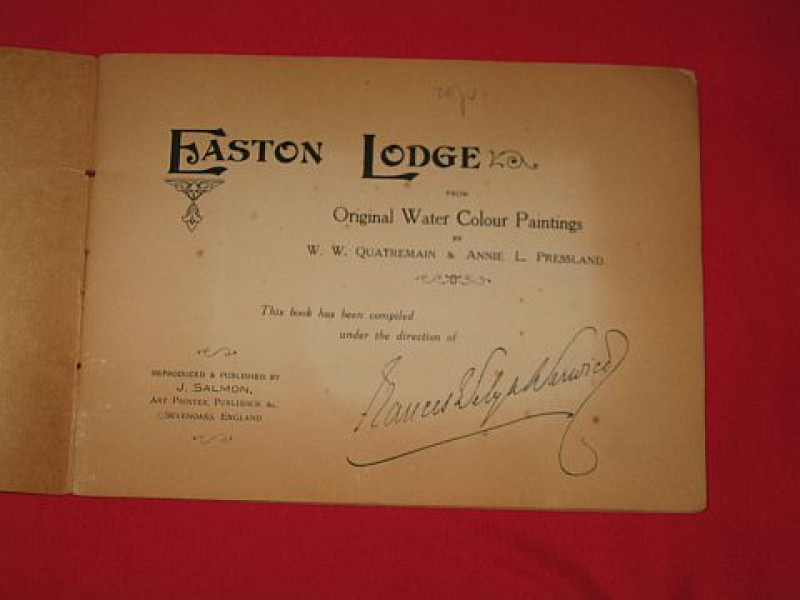 EASTON LODGE
FROM
Original Water Colour Paintings
BY
W. W. QUATREMAIN & ANNIE L. PRESSLAND.
This book has been compiled
under the direction of
Frances Evelyn Warwick
REPRODUCED & PUBLISHED BY
J. SALMON,
ART PRINTER, PUBLISHER, &c.,
SEVENOAKS, ENGLAND.